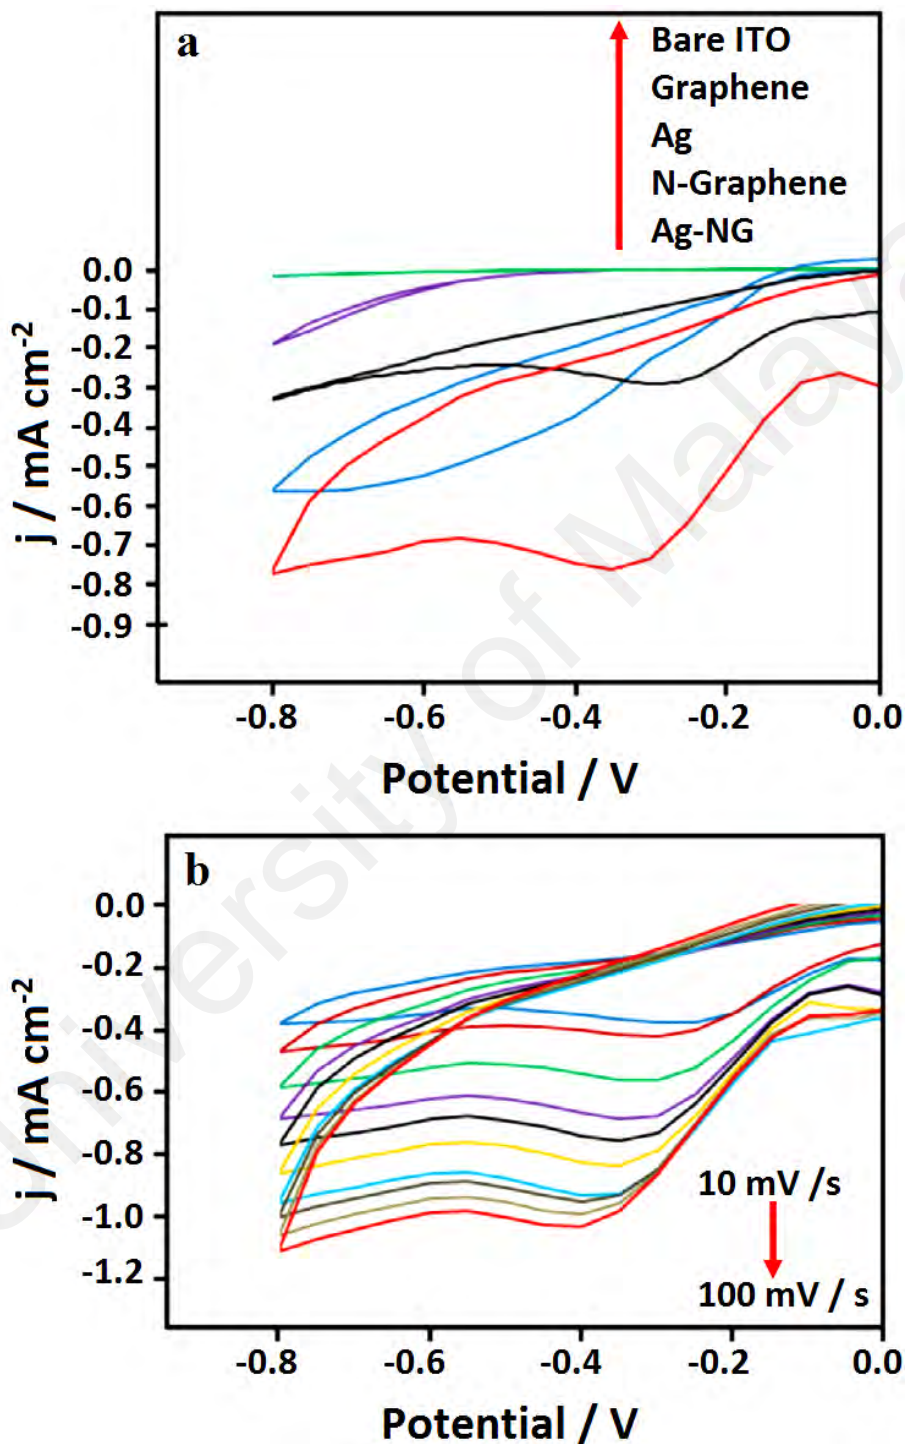 a
Bare ITO
Graphene
Ag
N-Graphene
Ag-NG
0.0
-0.1
-0.2
-0.3
-0.4
-0.5
-0.6
-0.7
-0.8
-0.9
j / mA cm-2
-0.8 -0.6 -0.4 -0.2 0.0
Potential / V
b
0.0
-0.2
-0.4
-0.6
-0.8
-1.0
-1.2
j / mA cm-2
10 mV /s
100 mV / s
-0.8 -0.6 -0.4 -0.2 0.0
Potential / V
University of Malaya